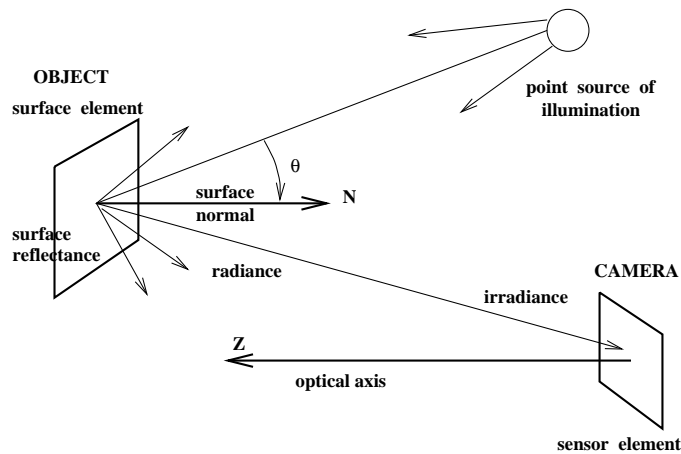 OBJECT
surface element
point source of
illumination
θ
surface
normal
N
surface
reflectance
radiance
CAMERA
irradiance
Z
optical axis
sensor element